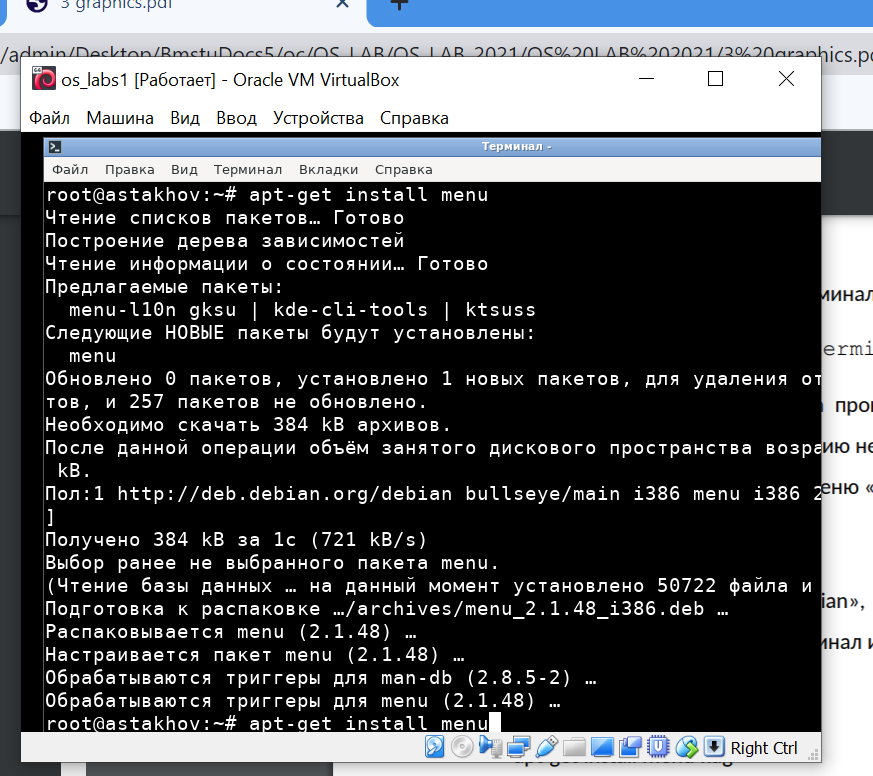 3 graphics.pdf
/admin/Desktop/BmstuDocs5/oc/OS_LAB/OS_LAB_2021/OS%20LAB%202021/3%20graphics.pd
os_labs1 [Работает] - Oracle VM VirtualBox
Файл Машина Вид Ввод Устройства Справка
Терминал -
Файл Правка Вид Терминал Вкладки Справка
root@astakhov:~# apt-get install menu
Чтение списков пакетов… Готово
Построение дерева зависимостей
Чтение информации о состоянии… Готово
Предлагаемые пакеты:
menu-l10n gksu | kde-cli-tools | ktsuss
Следующие НОВЫЕ пакеты будут установлены:
menu
Обновлено 0 пакетов, установлено 1 новых пакетов, для удаления от
тов, и 257 пакетов не обновлено.
Необходимо скачать 384 kB архивов.
После данной операции объём занятого дискового пространства возра
kB.
Пол:1 http://deb.debian.org/debian bullseye/main i386 menu i386 2
]
Получено 384 kB за 1с (721 kB/s)
Выбор ранее не выбранного пакета menu.
(Чтение базы данных … на данный момент установлено 50722 файла и
Подготовка к распаковке …/archives/menu_2.1.48_i386.deb …
Распаковывается menu (2.1.48) …
Настраивается пакет menu (2.1.48) …
Обрабатываются триггеры для man-db (2.8.5-2) …
Обрабатываются триггеры для menu (2.1.48) …
root@astakhov:~# apt-get install menu
Right Ctrl
минал
ermi
про
ию не
еню «
ian»,
инал и